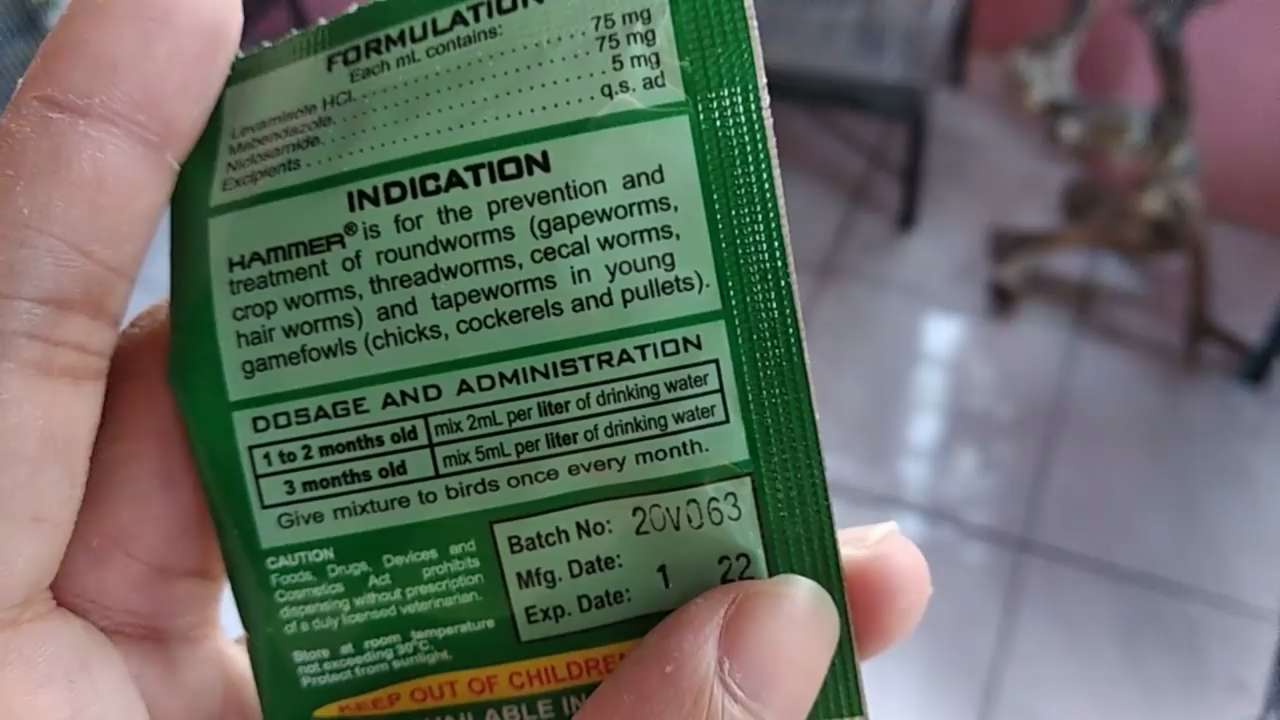 FORMULATION
Each mL contains:
Levamisole HCl. . . . . . . . . . . . . . . . 75 mg
Mebendazole. . . . . . . . . . . . . . . . . 75 mg
Niclosamide. . . . . . . . . . . . . . . . . . 5 mg
Excipients . . . . . . . . . . . . . . . . . . q.s. ad
INDICATION
HAMMER® is for the prevention and
treatment of roundworms (gapeworms,
crop worms, threadworms, cecal worms,
hair worms) and tapeworms in young
gamefowls (chicks, cockerels and pullets).
DOSAGE AND ADMINISTRATION
1 to 2 months old mix 2mL per liter of drinking water
3 months old mix 5mL per liter of drinking water
Give mixture to birds once every month.
CAUTION
Foods, Drugs, Devices and
Cosmetics Act prohibits
dispensing without prescription
of a duly licensed veterinarian.
Store at room temperature
not exceeding 30°C.
Protect from sunlight.
Batch No: 20V063
Mfg. Date:
Exp. Date: 1 22
KEEP OUT OF
AVAILABLE IN